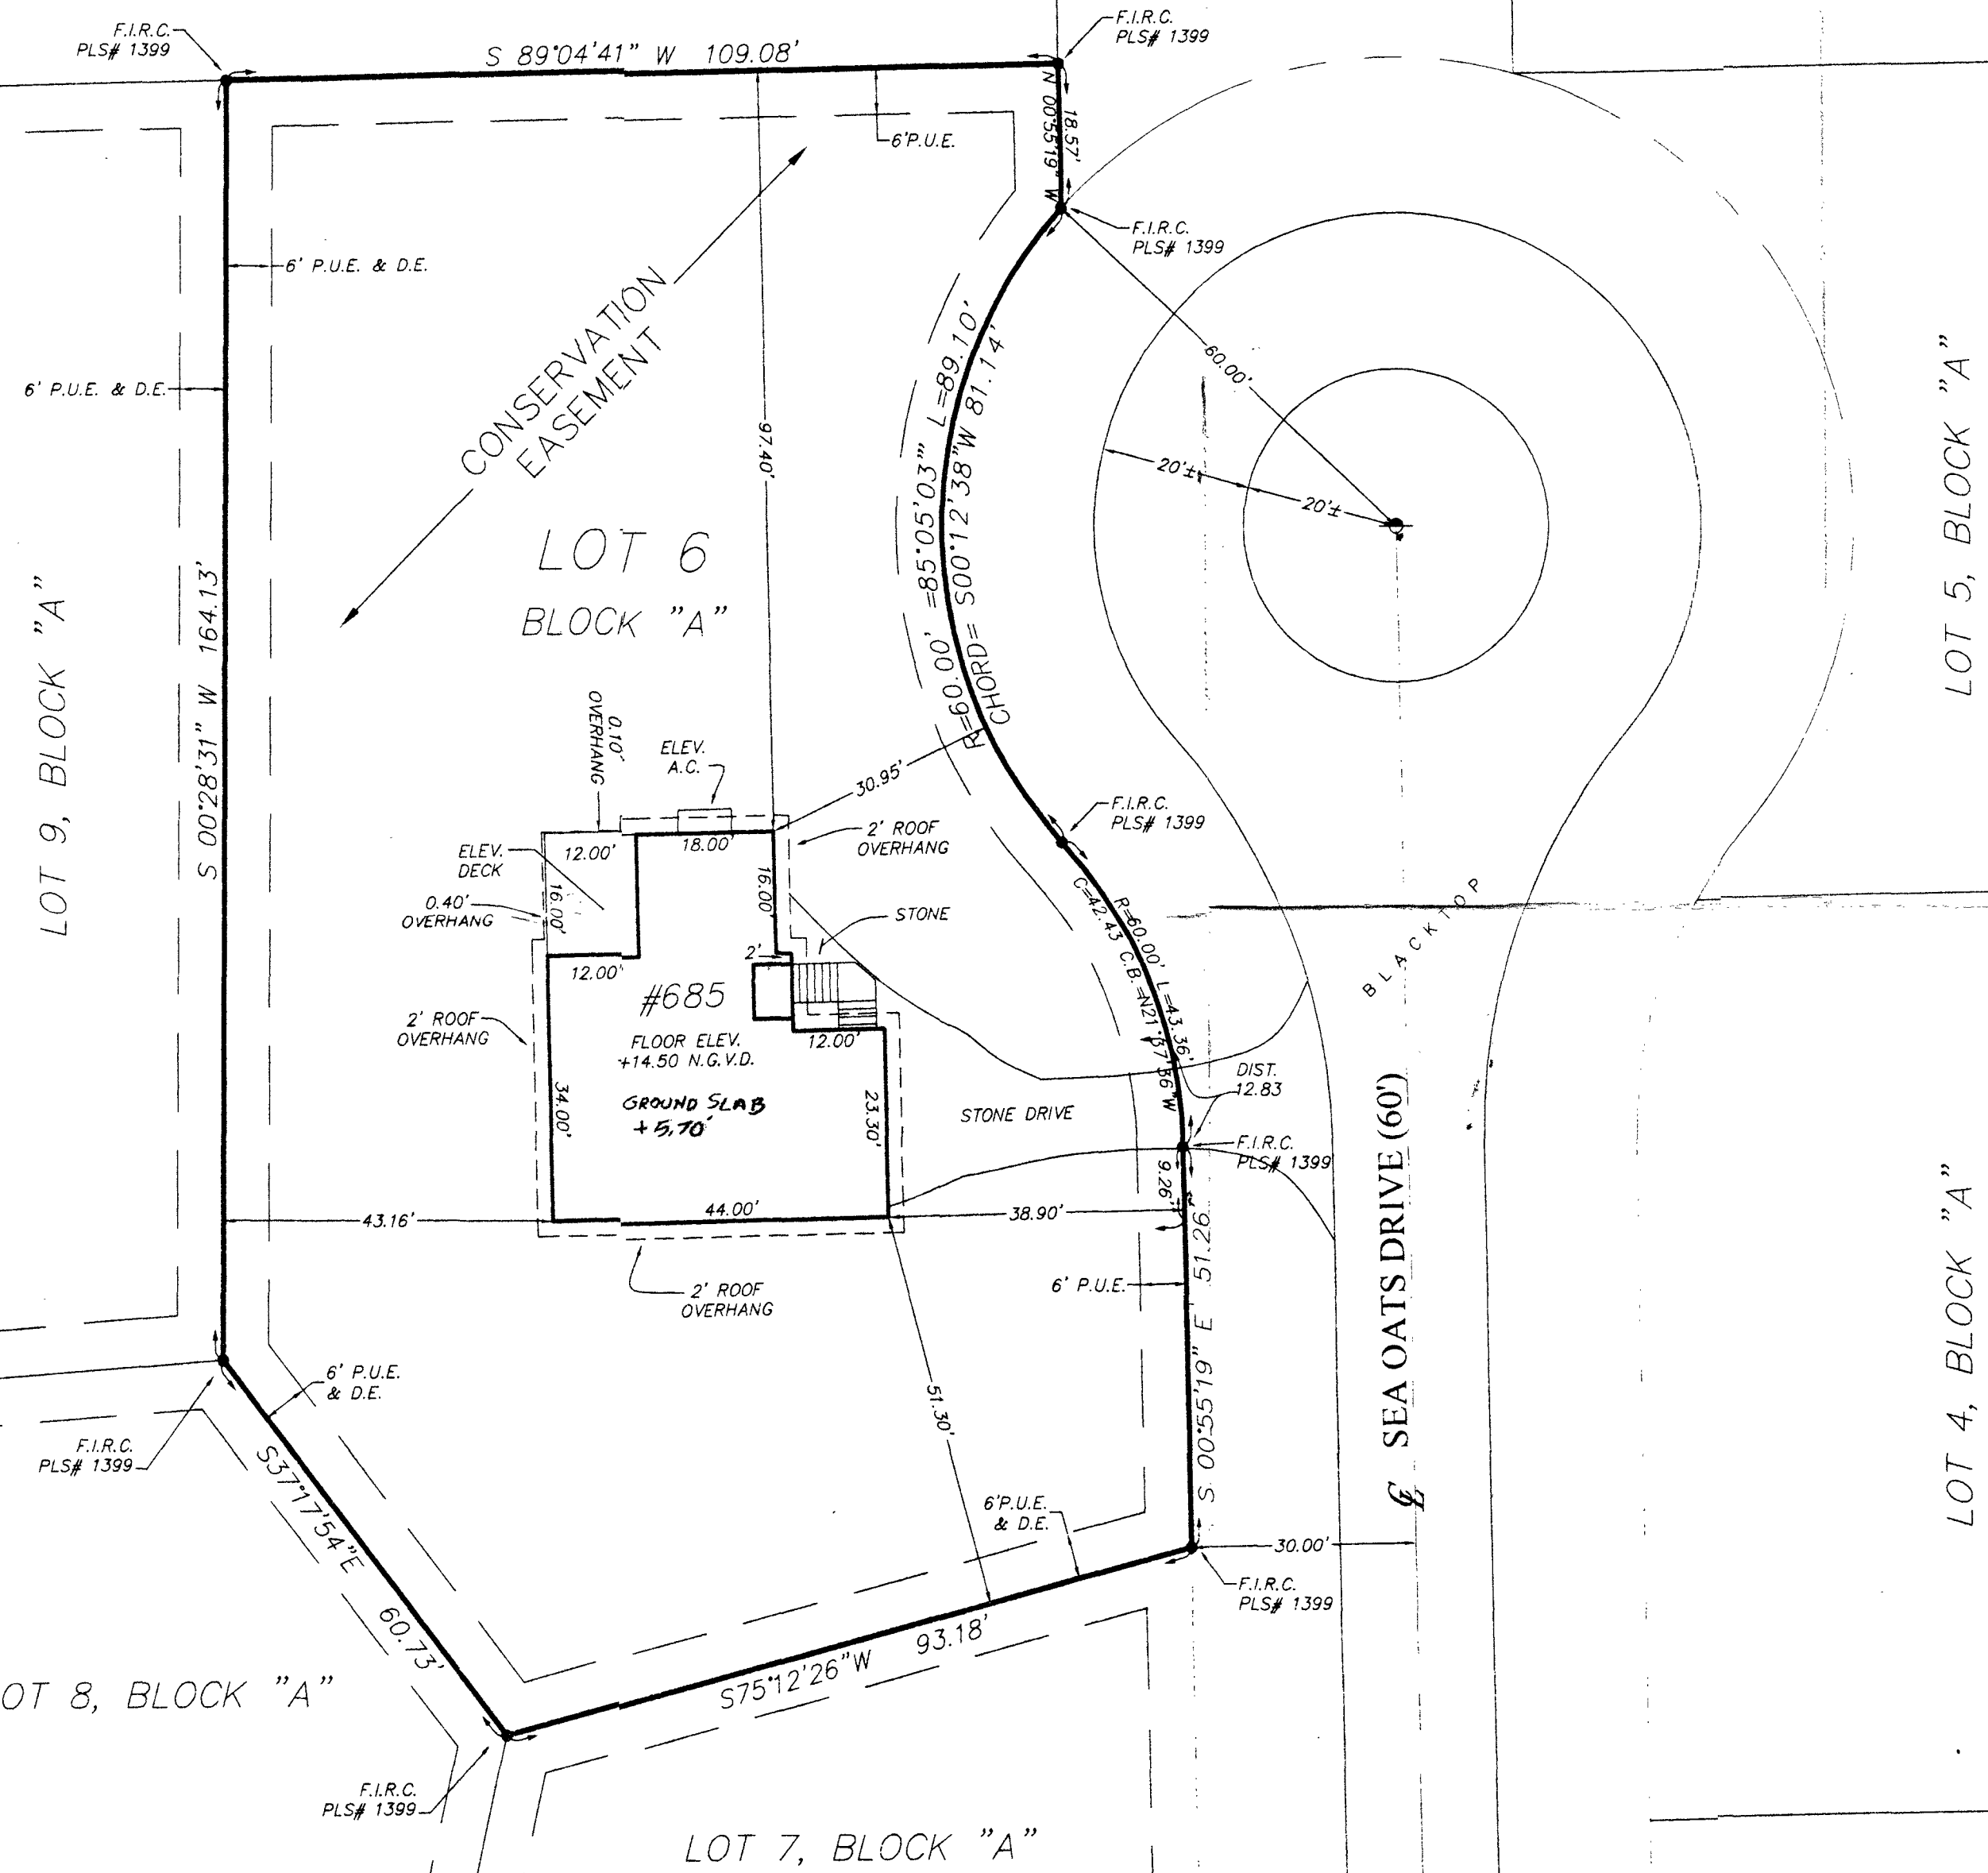 F.I.R.C.
PLS# 1399
S 89°04'41" W 109.08'
F.I.R.C.
PLS# 1399
N 00°55'19" W
18.57'
6'P.U.E.
F.I.R.C.
PLS# 1399
6' P.U.E. & D.E.
6' P.U.E. & D.E.
CONSERVATION
EASEMENT
97.40'
60.00'
20'±
20'±
LOT 5, BLOCK "A"
LOT 6
BLOCK "A"
LOT 9, BLOCK "A"
S 00°28'31" W 164.13'
R=60.00' =85°05'03" L=89.10'
CHORD= S00°12'38"W 81.14'
0.10'
OVERHANG
ELEV.
A.C.
30.95'
F.I.R.C.
PLS# 1399
2' ROOF
OVERHANG
12.00'
18.00'
ELEV.
DECK
16.00'
16.00'
0.40'
OVERHANG
STONE
R=60.00' L=43.36'
C=42.43 C.B.=N21°37'36"W
BLACKTOP
2'
12.00'
#685
2' ROOF
OVERHANG
FLOOR ELEV.
+14.50 N.G.V.D.
12.00'
GROUND SLAB
+5.70'
34.00'
23.30'
STONE DRIVE
DIST.
12.83
F.I.R.C.
PLS# 1399
9.26'
43.16'
44.00'
38.90'
2' ROOF
OVERHANG
6' P.U.E.
S 00°55'19" E 51.26'
℄ SEA OATS DRIVE (60')
LOT 4, BLOCK "A"
6' P.U.E.
& D.E.
51.30'
F.I.R.C.
PLS# 1399
S37°17'54"E 60.73'
6'P.U.E.
& D.E.
30.00'
F.I.R.C.
PLS# 1399
S75°12'26"W 93.18'
OT 8, BLOCK "A"
F.I.R.C.
PLS# 1399
LOT 7, BLOCK "A"